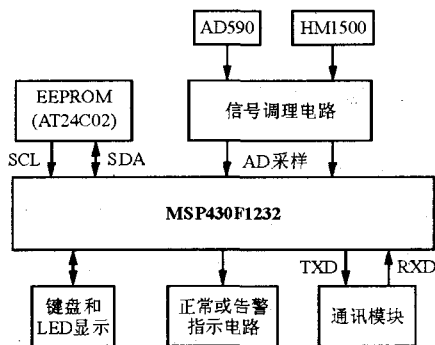 AD590
HM1500
EEPROM
(AT24C02)
信号调理电路
SCL
SDA
AD采样
MSP430F1232
TXD
RXD
键盘和
LED显示
正常或告警
指示电路
通讯模块